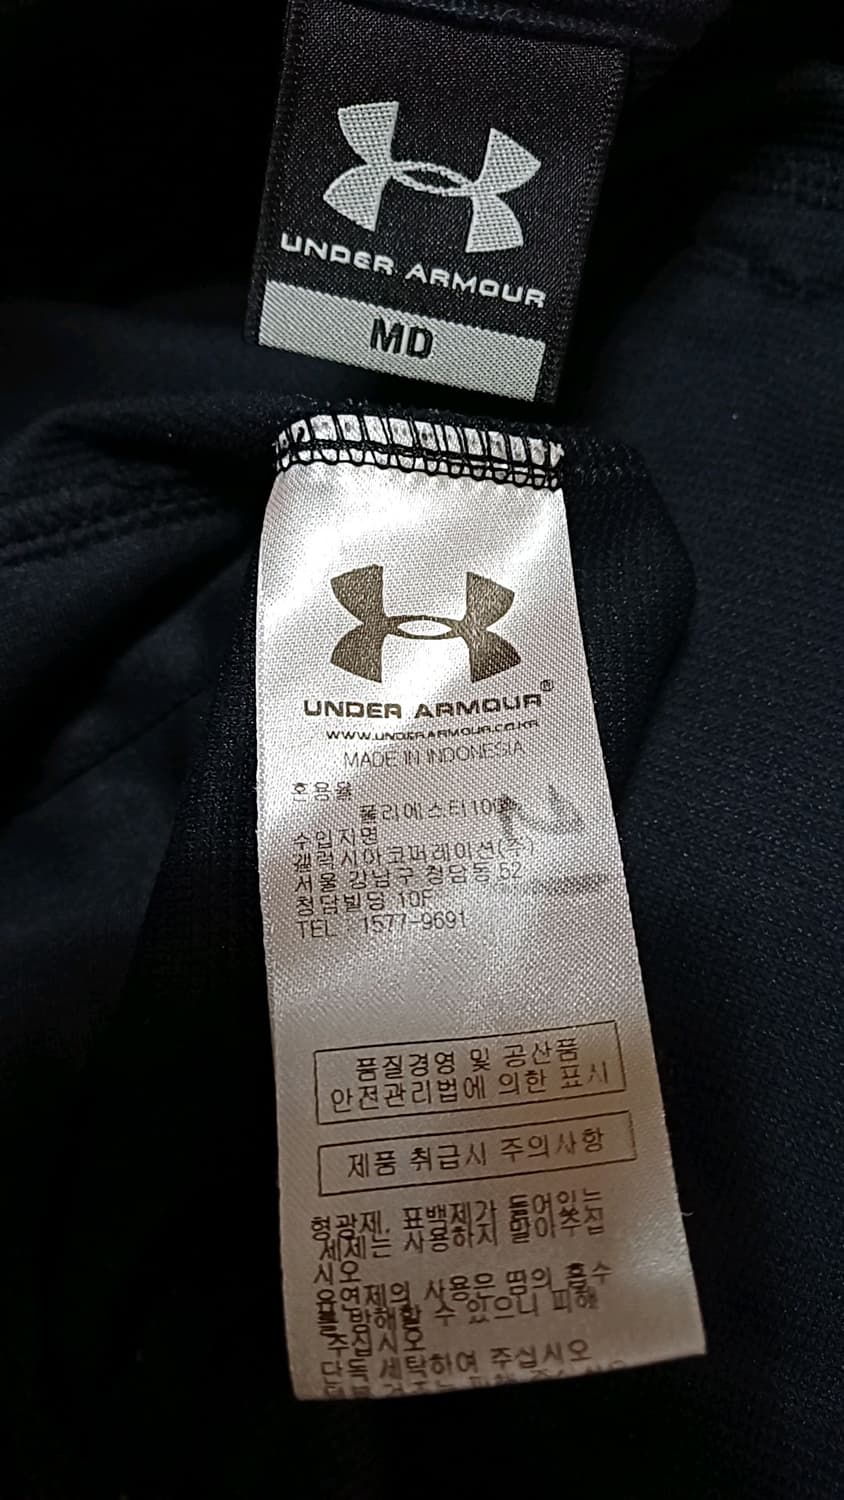 UNDER ARMOUR
MD
UNDER ARMOUR®
WWW.UNDERARMOUR.CO.KR
MADE IN INDONESIA
혼용율
폴리에스터100%
수입자명
갤럭시아코퍼레이션(주)
서울 강남구 청담동 52
청담빌딩 10F
TEL : 1577-9691
품질경영 및 공산품
안전관리법에 의한 표시
제품 취급시 주의사항
형광제, 표백제가 들어있는
세제는 사용하지 말아주십
시오
유연제의 사용은 땀의 흡수
를 방해할 수 있으니 피해
주십시오
단독 세탁하여 주십시오